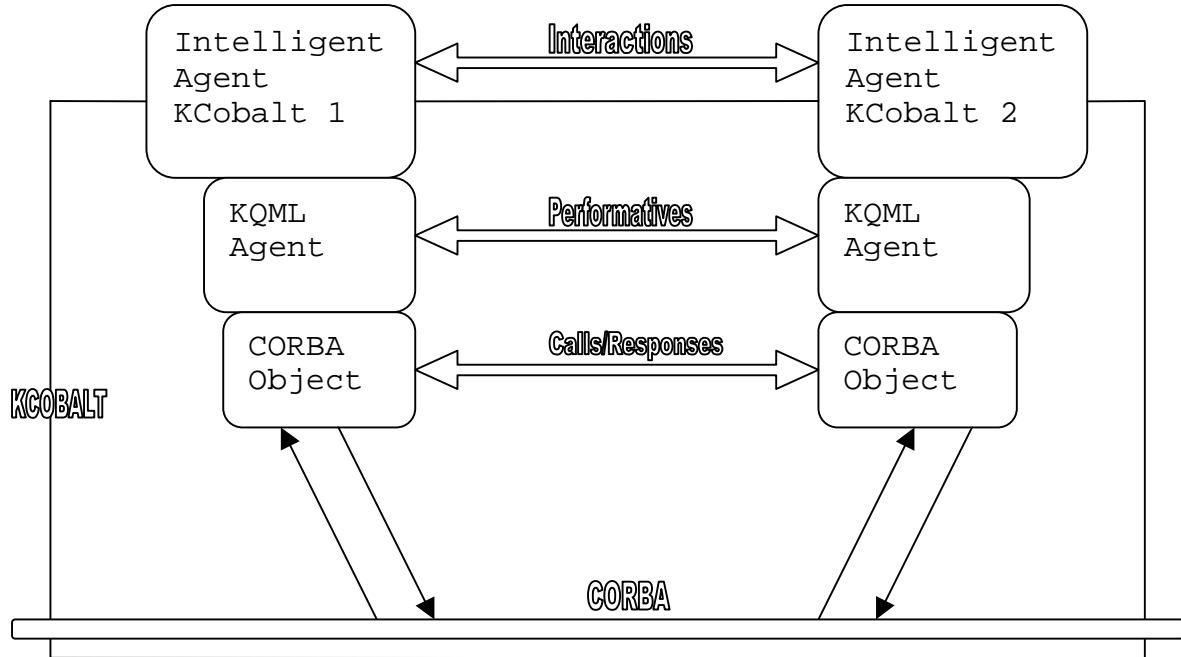 Intelligent
Agent
KCobalt 1
Interactions
Intelligent
Agent
KCobalt 2
KQML
Agent
Performatives
KQML
Agent
CORBA
Object
Calls/Responses
CORBA
Object
KCOBALT
CORBA